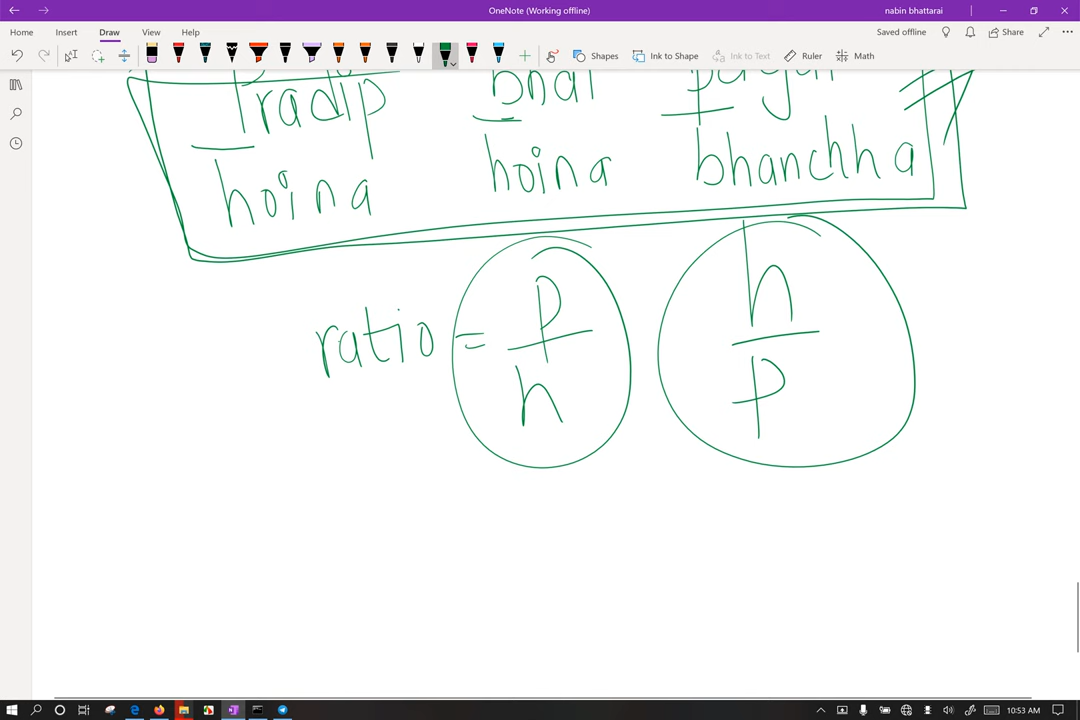 OneNote (Working offline)
nabin bhattarai
Home Insert Draw View Help
Saved offline
Share
Shapes
Ink to Shape
Ink to Text
Ruler
Math
Pradip bhai
hoina hoina bhanchha
ratio = p/h h/p
10:53 AM